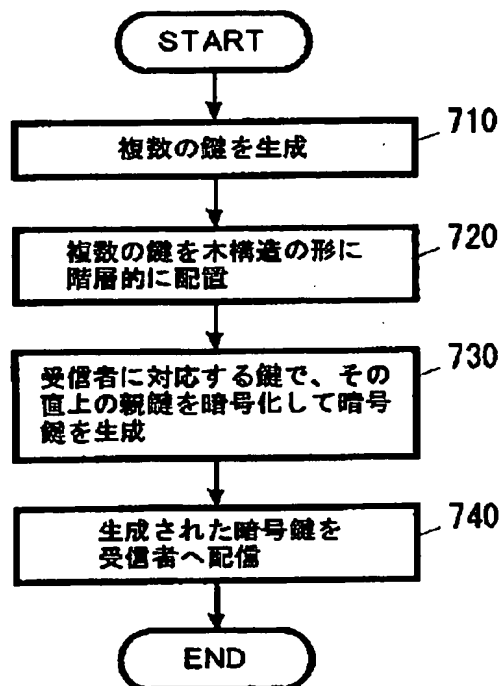 START
複数の鍵を生成
710
複数の鍵を木構造の形に
階層的に配置
720
受信者に対応する鍵で、その
直上の親鍵を暗号化して暗号
鍵を生成
730
生成された暗号鍵を
受信者へ配信
740
END